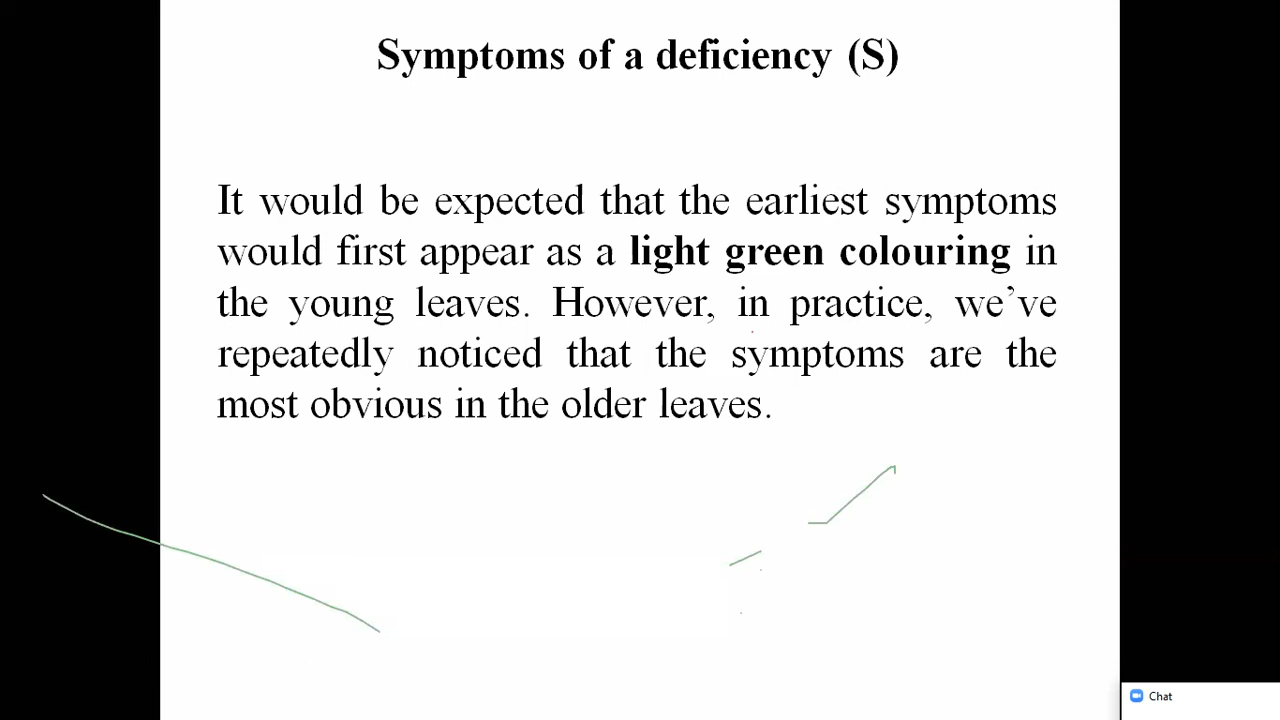 Symptoms of a deficiency (S)
It would be expected that the earliest symptoms
would first appear as a light green colouring in
the young leaves. However, in practice, we’ve
repeatedly noticed that the symptoms are the
most obvious in the older leaves.
Chat